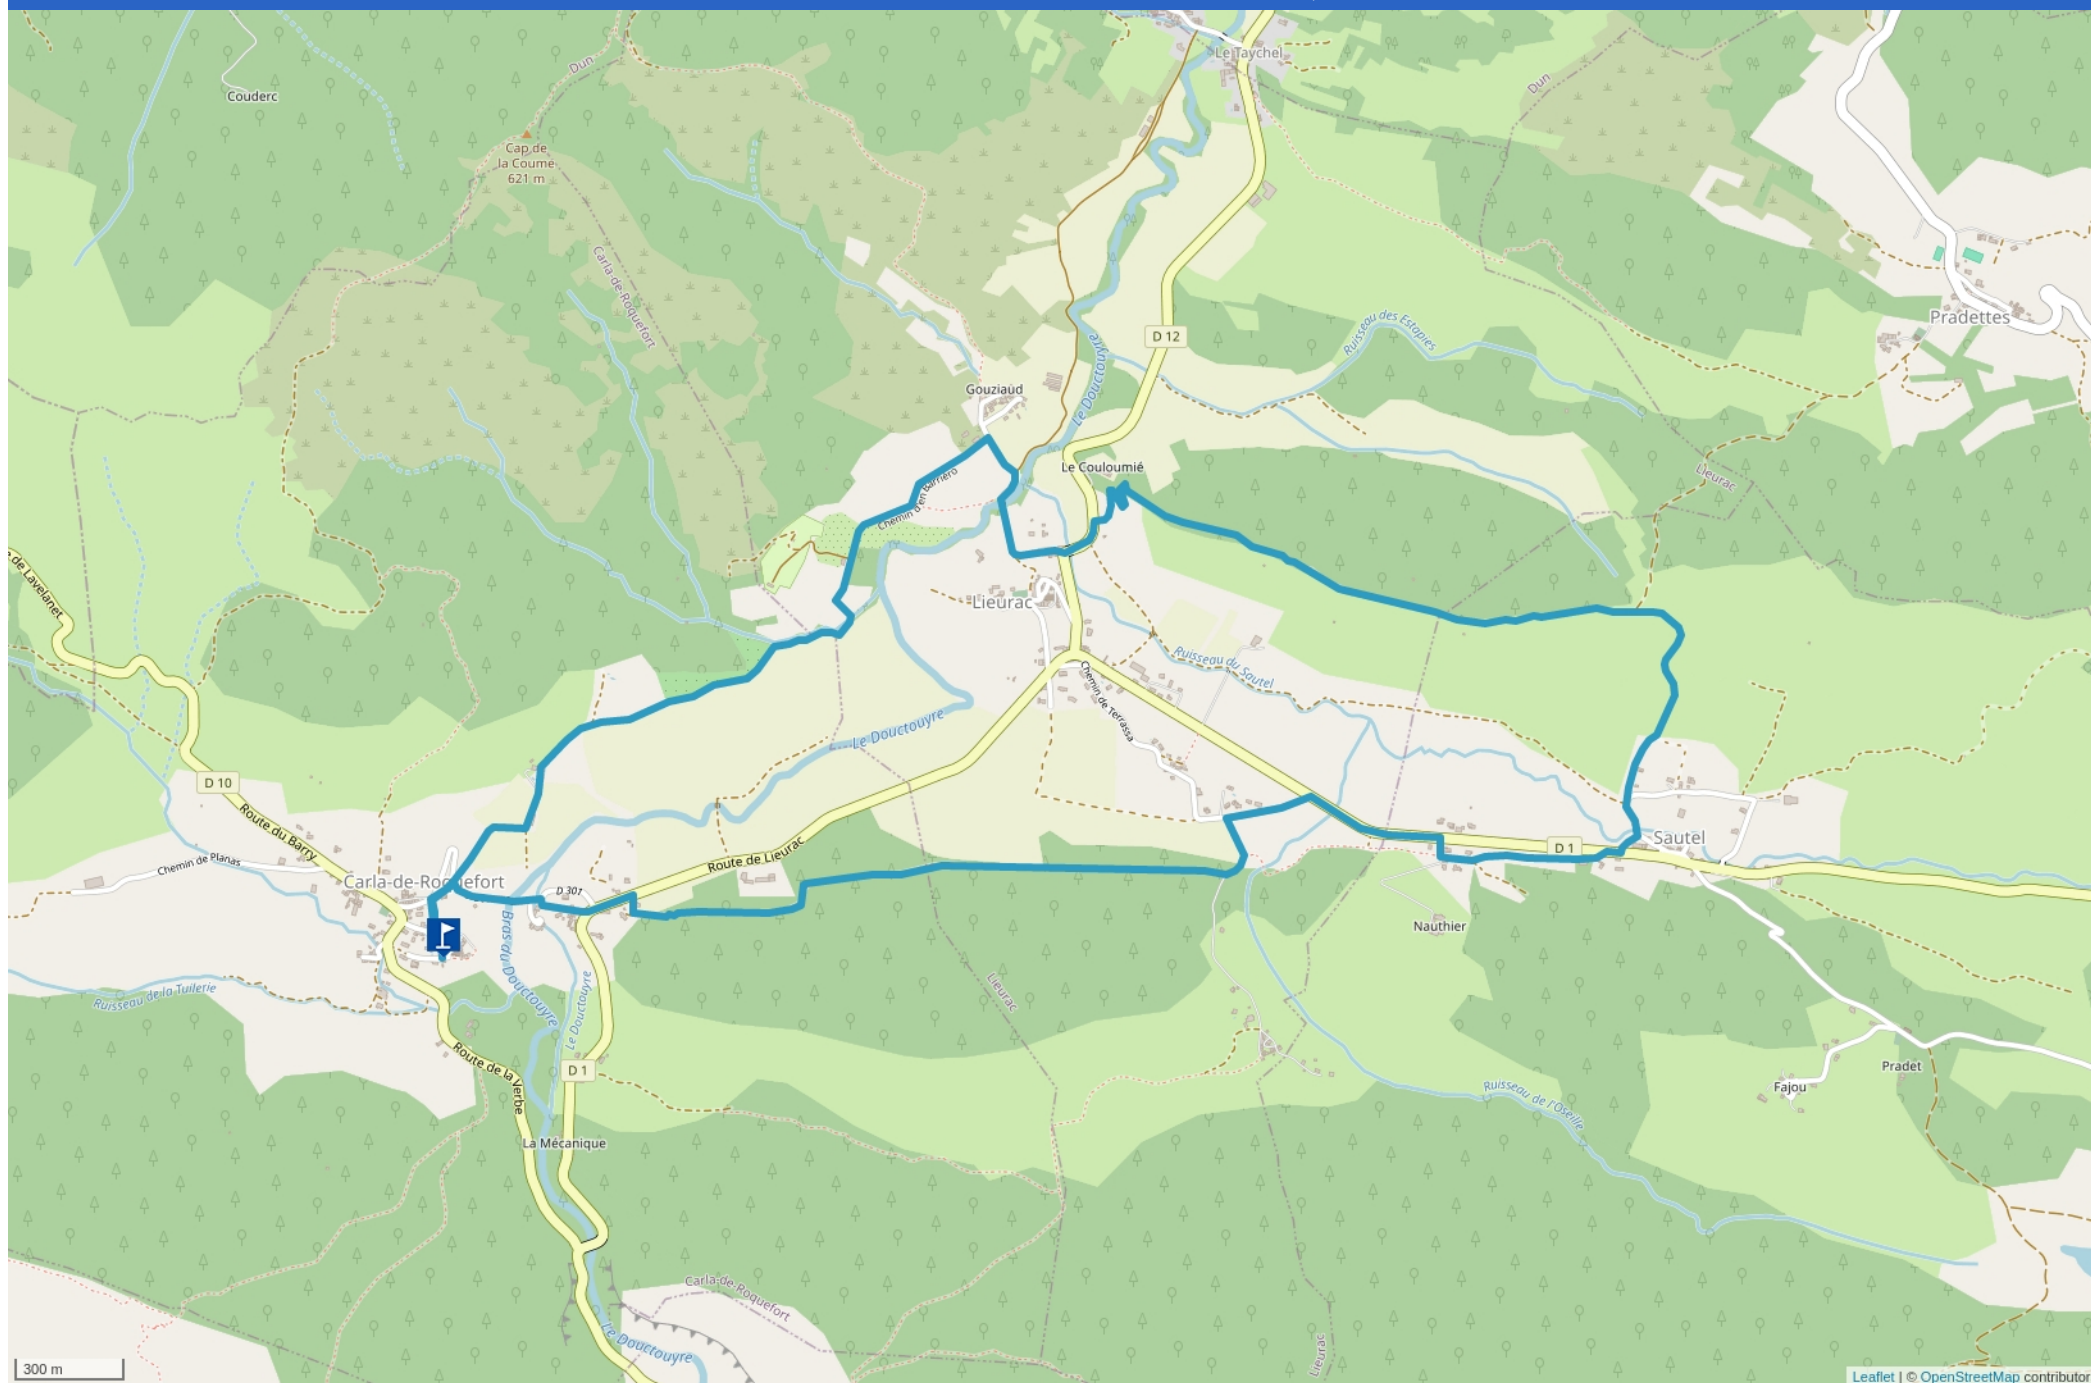 Le Taychel
Dun
Dun
Couderc
Cap de
la Coume
621 m
Carla-de-Roquefort
Pradettes
D 12
Ruisseau des Estapies
Le Douctouyre
Gouziaud
Le Couloumié
Lieurac
Chemin d'en Barrièro
de Lavelanet
Lieurac
Ruisseau du Sautel
Chemin de Terrassa
Le Douctouyre
D 10
Route du Barry
Route de Lieurac
Sautel
D 1
Chemin de Planas
Carla-de-Roquefort
D 307
Nauthier
Bras du Douctouyre
Ruisseau de la Tuilerie
Lieurac
Le Douctouyre
Route de la Verbe
D 1
Pradet
Fajou
Ruisseau de l'Oseille
La Mécanique
Carla-de-Roquefort
Le Douctouyre
Lieurac
300 m
Leaflet | © OpenStreetMap contributor